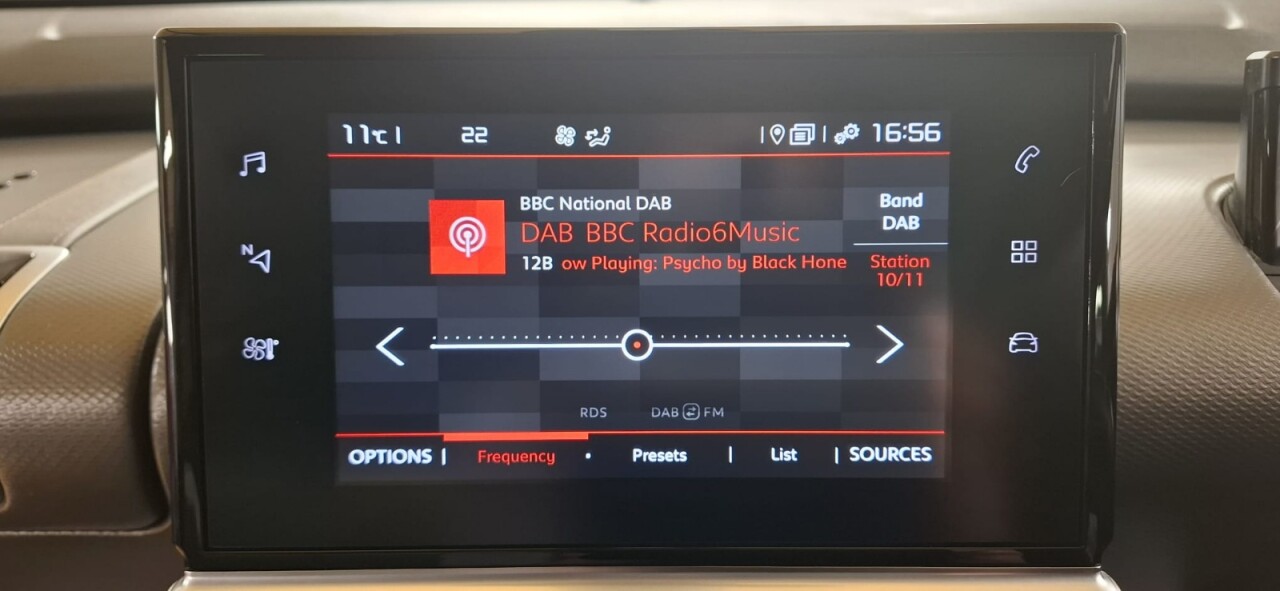 11°C 22 16:56
N
BBC National DAB
DAB BBC Radio6Music
12B ow Playing: Psycho by Black Hone
Band
DAB
Station
10/11
RDS DAB FM
OPTIONS Frequency Presets List SOURCES